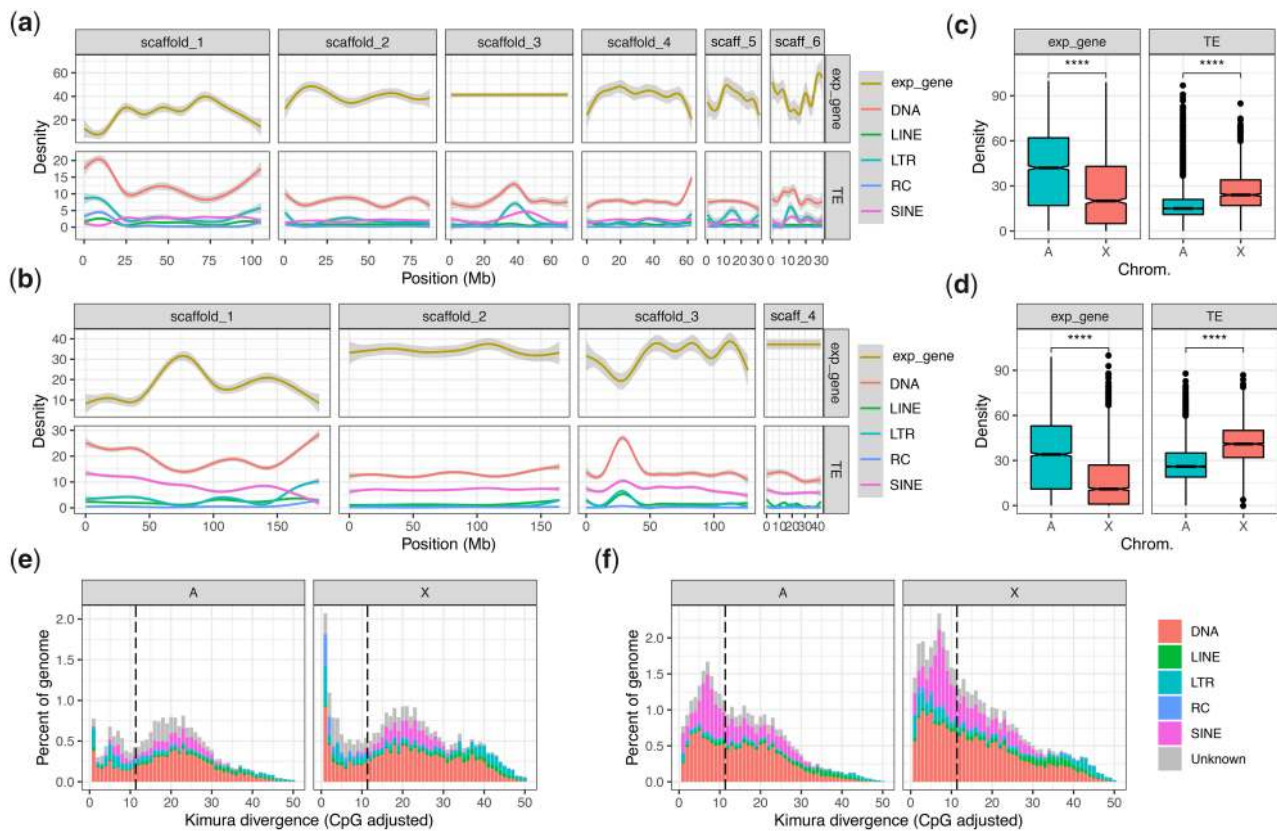 (a)
scaffold_1 scaffold_2 scaffold_3 scaffold_4 scaff_5 scaff_6
60
40
20
exp_gene
20
15
10
5
0
TE
Desnity
0 25 50 75 100 0 25 50 75 0 20 40 60 0 20 40 60 0 10 20 30 0 10 20 30
Position (Mb)
exp_gene
DNA
LINE
LTR
RC
SINE
(b)
scaffold_1 scaffold_2 scaffold_3 scaff_4
40
30
20
10
exp_gene
30
20
10
0
TE
Desnity
0 50 100 150 0 50 100 150 0 50 100 0 10 20 30 40
Position (Mb)
exp_gene
DNA
LINE
LTR
RC
SINE
(c)
exp_gene TE
**** ****
90
60
30
0
Density
A X A X
Chrom.
(d)
exp_gene TE
**** ****
90
60
30
0
Density
A X A X
Chrom.
(e)
A X
2.0
1.5
1.0
0.5
0.0
Percent of genome
0 10 20 30 40 50 0 10 20 30 40 50
Kimura divergence (CpG adjusted)
(f)
A X
2.0
1.5
1.0
0.5
0.0
Percent of genome
0 10 20 30 40 50 0 10 20 30 40 50
Kimura divergence (CpG adjusted)
DNA
LINE
LTR
RC
SINE
Unknown